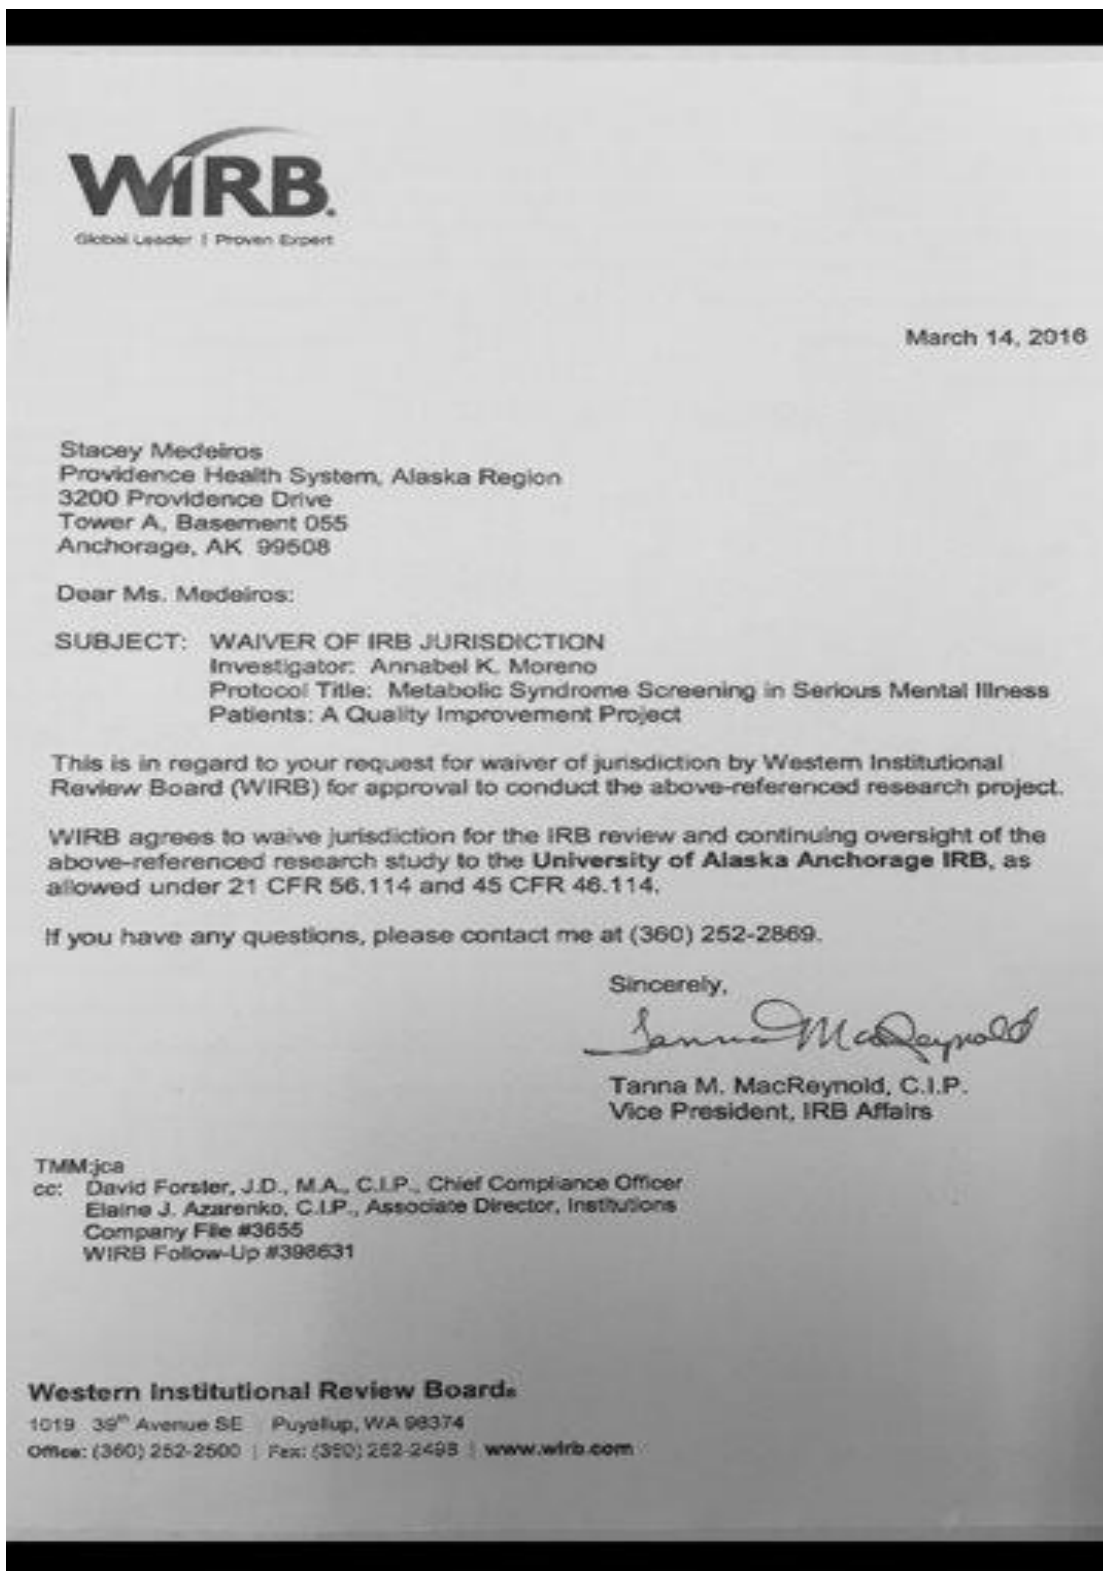 WIRB.
Global Leader | Proven Expert
March 14, 2016
Stacey Medeiros
Providence Health System, Alaska Region
3200 Providence Drive
Tower A, Basement 055
Anchorage, AK 99508
Dear Ms. Medeiros:
SUBJECT: WAIVER OF IRB JURISDICTION
Investigator: Annabel K. Moreno
Protocol Title: Metabolic Syndrome Screening in Serious Mental Illness
Patients: A Quality Improvement Project
This is in regard to your request for waiver of jurisdiction by Western Institutional
Review Board (WIRB) for approval to conduct the above-referenced research project.
WIRB agrees to waive jurisdiction for the IRB review and continuing oversight of the
above-referenced research study to the University of Alaska Anchorage IRB, as
allowed under 21 CFR 56.114 and 45 CFR 46.114.
If you have any questions, please contact me at (360) 252-2869.
Sincerely,
Tanna MacReynold
Tanna M. MacReynold, C.I.P.
Vice President, IRB Affairs
TMM:jca
cc: David Forster, J.D., M.A., C.I.P., Chief Compliance Officer
Elaine J. Azarenko, C.I.P., Associate Director, Institutions
Company File #3655
WIRB Follow-Up #398631
Western Institutional Review Board®
1019 39th Avenue SE Puyallup, WA 98374
Office: (360) 252-2500 | Fax: (360) 252-2498 | www.wirb.com